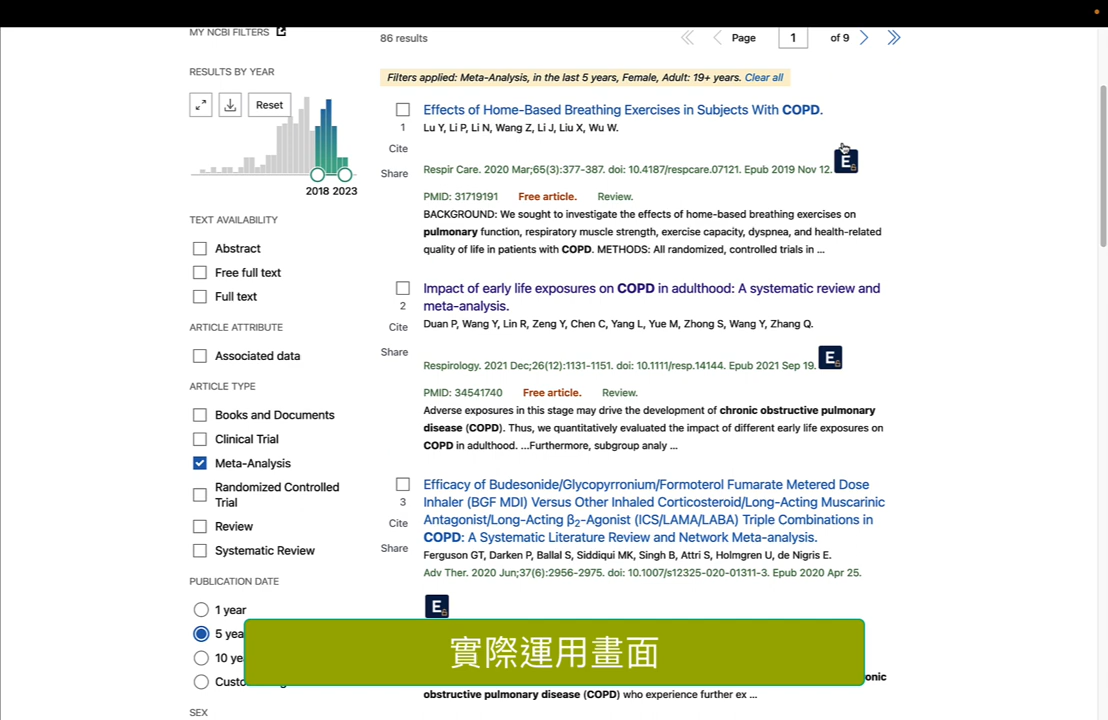 MY NCBI FILTERS
86 results
Page 1 of 9
RESULTS BY YEAR
Reset
2018 2023
TEXT AVAILABILITY
Abstract
Free full text
Full text
ARTICLE ATTRIBUTE
Associated data
ARTICLE TYPE
Books and Documents
Clinical Trial
Meta-Analysis
Randomized Controlled
Trial
Review
Systematic Review
PUBLICATION DATE
1 year
5
10
SEX
Filters applied: Meta-Analysis, in the last 5 years, Female, Adult: 19+ years. Clear all
Effects of Home-Based Breathing Exercises in Subjects With COPD.
1
Lu Y, Li P, Li N, Wang Z, Li J, Liu X, Wu W.
Cite
Share
Respir Care. 2020 Mar;65(3):377-387. doi: 10.4187/respcare.07121. Epub 2019 Nov 12.
E
PMID: 31719191 Free article. Review.
BACKGROUND: We sought to investigate the effects of home-based breathing exercises on
pulmonary function, respiratory muscle strength, exercise capacity, dyspnea, and health-related
quality of life in patients with COPD. METHODS: All randomized, controlled trials in ...
Impact of early life exposures on COPD in adulthood: A systematic review and
meta-analysis.
2
Duan P, Wang Y, Lin R, Zeng Y, Chen C, Yang L, Yue M, Zhong S, Wang Y, Zhang Q.
Cite
Share
Respirology. 2021 Dec;26(12):1131-1151. doi: 10.1111/resp.14144. Epub 2021 Sep 19.
E
PMID: 34541740 Free article. Review.
Adverse exposures in this stage may drive the development of chronic obstructive pulmonary
disease (COPD). Thus, we quantitatively evaluated the impact of different early life exposures on
COPD in adulthood. ...Furthermore, subgroup analy ...
Efficacy of Budesonide/Glycopyrronium/Formoterol Fumarate Metered Dose
Inhaler (BGF MDI) Versus Other Inhaled Corticosteroid/Long-Acting Muscarinic
Antagonist/Long-Acting β2-Agonist (ICS/LAMA/LABA) Triple Combinations in
COPD: A Systematic Literature Review and Network Meta-analysis.
3
Cite
Share
Ferguson GT, Darken P, Ballal S, Siddiqui MK, Singh B, Attri S, Holmgren U, de Nigris E.
Adv Ther. 2020 Jun;37(6):2956-2975. doi: 10.1007/s12325-020-01311-3. Epub 2020 Apr 25.
E
實際運用畫面
obstructive pulmonary disease (COPD) who experience further ex ...